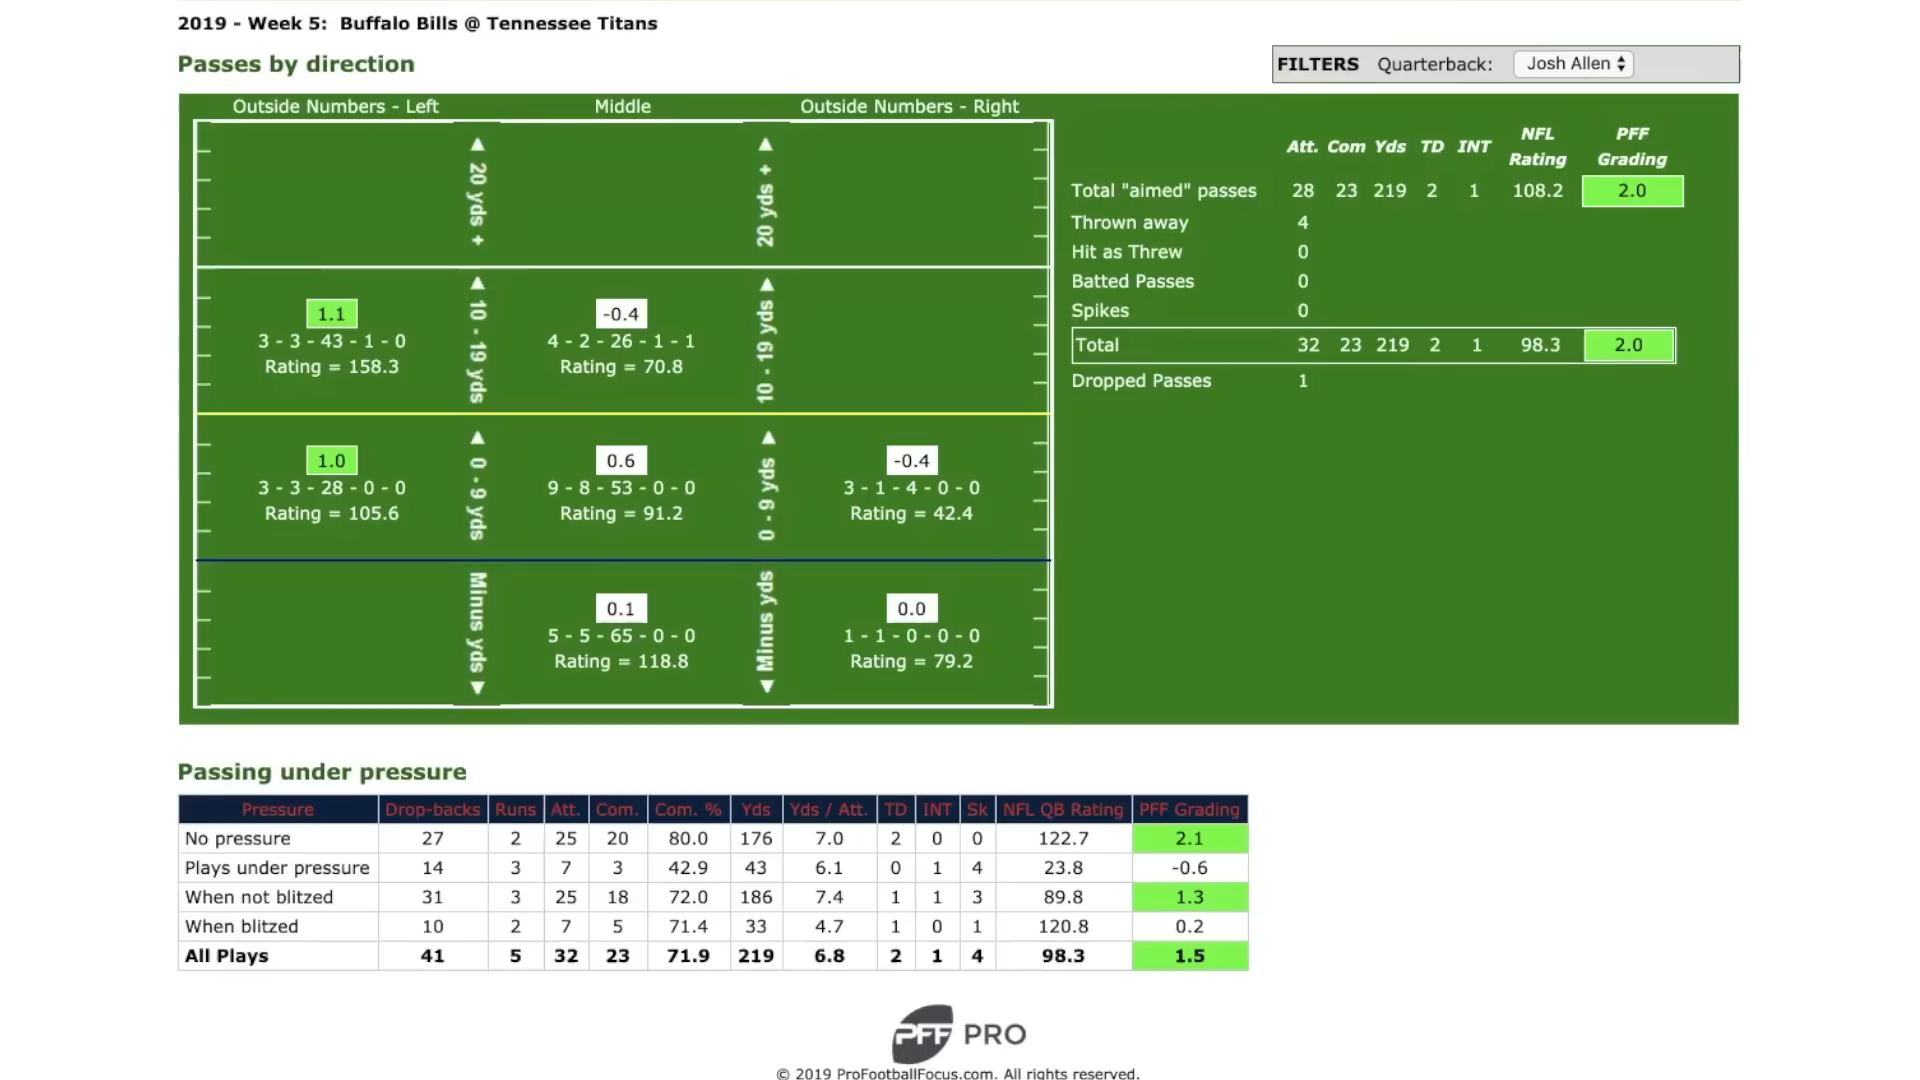 2019 - Week 5:  Buffalo Bills @ Tennessee Titans
Passes by direction
FILTERS Quarterback: Josh Allen
Outside Numbers - Left Middle Outside Numbers - Right
20 yds +
20 yds +
1.1
3 - 3 - 43 - 1 - 0
Rating = 158.3
10 - 19 yds
-0.4
4 - 2 - 26 - 1 - 1
Rating = 70.8
10 - 19 yds
1.0
3 - 3 - 28 - 0 - 0
Rating = 105.6
0 - 9 yds
0.6
9 - 8 - 53 - 0 - 0
Rating = 91.2
0 - 9 yds
-0.4
3 - 1 - 4 - 0 - 0
Rating = 42.4
Minus yds
0.1
5 - 5 - 65 - 0 - 0
Rating = 118.8
Minus yds
0.0
1 - 1 - 0 - 0 - 0
Rating = 79.2
Att. Com Yds TD INT NFL Rating PFF Grading
Total "aimed" passes 28 23 219 2 1 108.2 2.0
Thrown away 4
Hit as Threw 0
Batted Passes 0
Spikes 0
Total 32 23 219 2 1 98.3 2.0
Dropped Passes 1
Passing under pressure
Pressure Drop-backs Runs Att. Com. Com. % Yds Yds / Att. TD INT Sk NFL QB Rating PFF Grading
No pressure 27 2 25 20 80.0 176 7.0 2 0 0 122.7 2.1
Plays under pressure 14 3 7 3 42.9 43 6.1 0 1 4 23.8 -0.6
When not blitzed 31 3 25 18 72.0 186 7.4 1 1 3 89.8 1.3
When blitzed 10 2 7 5 71.4 33 4.7 1 0 1 120.8 0.2
All Plays 41 5 32 23 71.9 219 6.8 2 1 4 98.3 1.5
PFF PRO
© 2019 ProFootballFocus.com. All rights reserved.